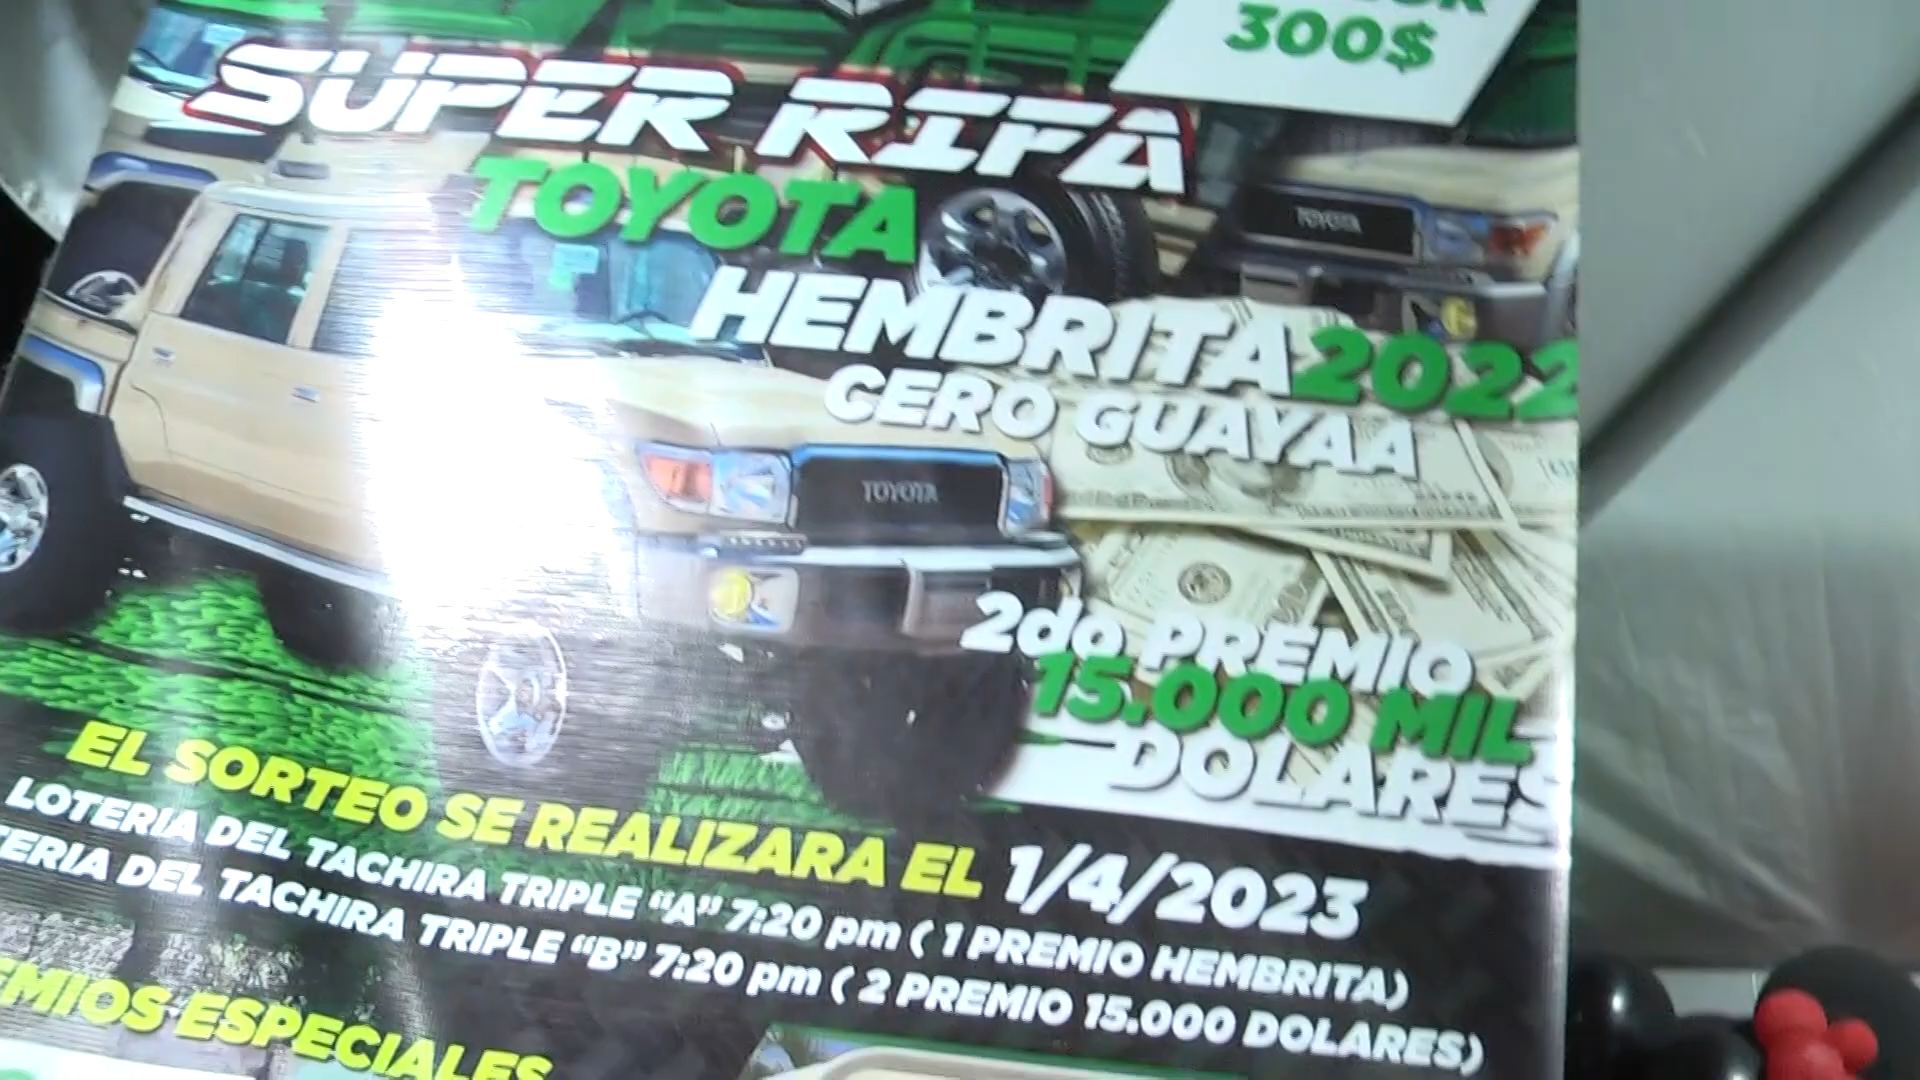 300$
SUPER RIFA
TOYOTA
TOYOTA
HEMBRITA 2022
CERO GUAYAA
TOYOTA
2do PREMIO
15.000 MIL
DOLARES
EL SORTEO SE REALIZARA EL 1/4/2023
LOTERIA DEL TACHIRA TRIPLE “A” 7:20 pm ( 1 PREMIO HEMBRITA)
DEL TACHIRA TRIPLE “B” 7:20 pm ( 2 PREMIO 15.000 DOLARES)
ESPECIALES